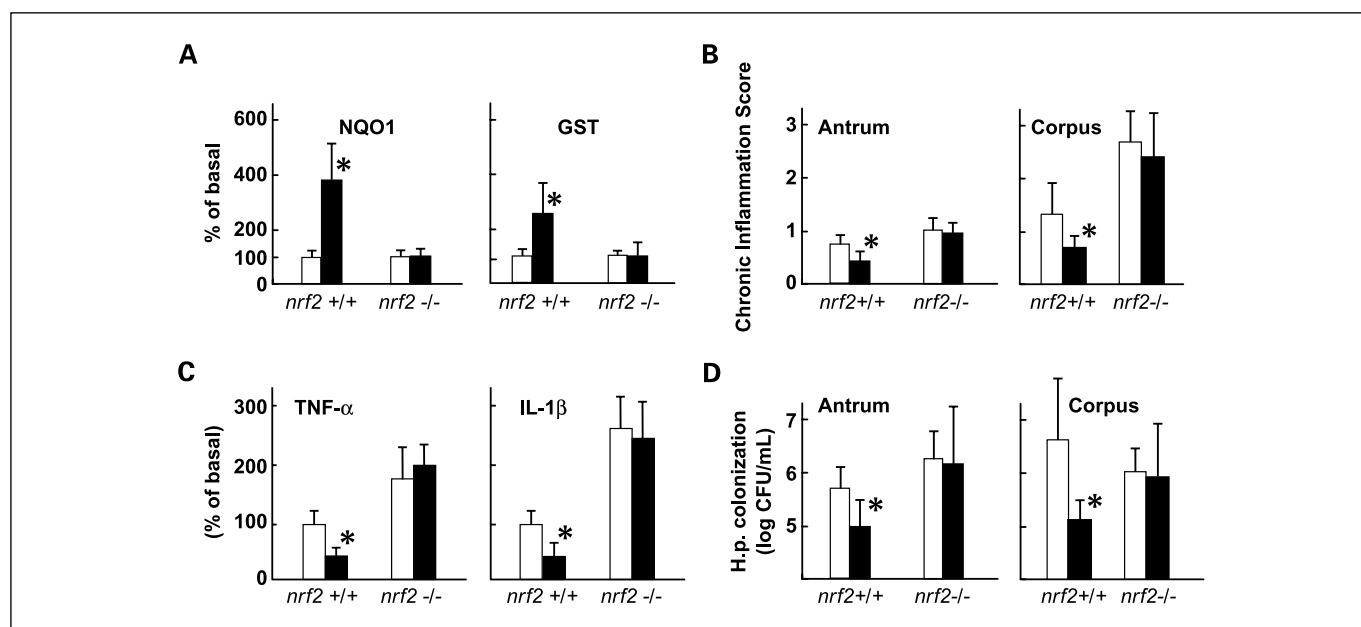 A
% of basal
600
400
200
100
0
NQO1
*
nrf2 +/+
nrf2 -/-
GST
*
nrf2 +/+
nrf2 -/-
B
Chronic Inflammation Score
3
2
1
0
Antrum
*
nrf2+/+
nrf2-/-
Corpus
*
nrf2+/+
nrf2-/-
C
(% of basal)
300
200
100
0
TNF-α
*
nrf2 +/+
nrf2 -/-
IL-1β
*
nrf2 +/+
nrf2 -/-
D
H.p. colonization
(log CFU/mL)
7
6
5
Antrum
*
nrf2+/+
nrf2-/-
Corpus
*
nrf2+/+
nrf2-/-